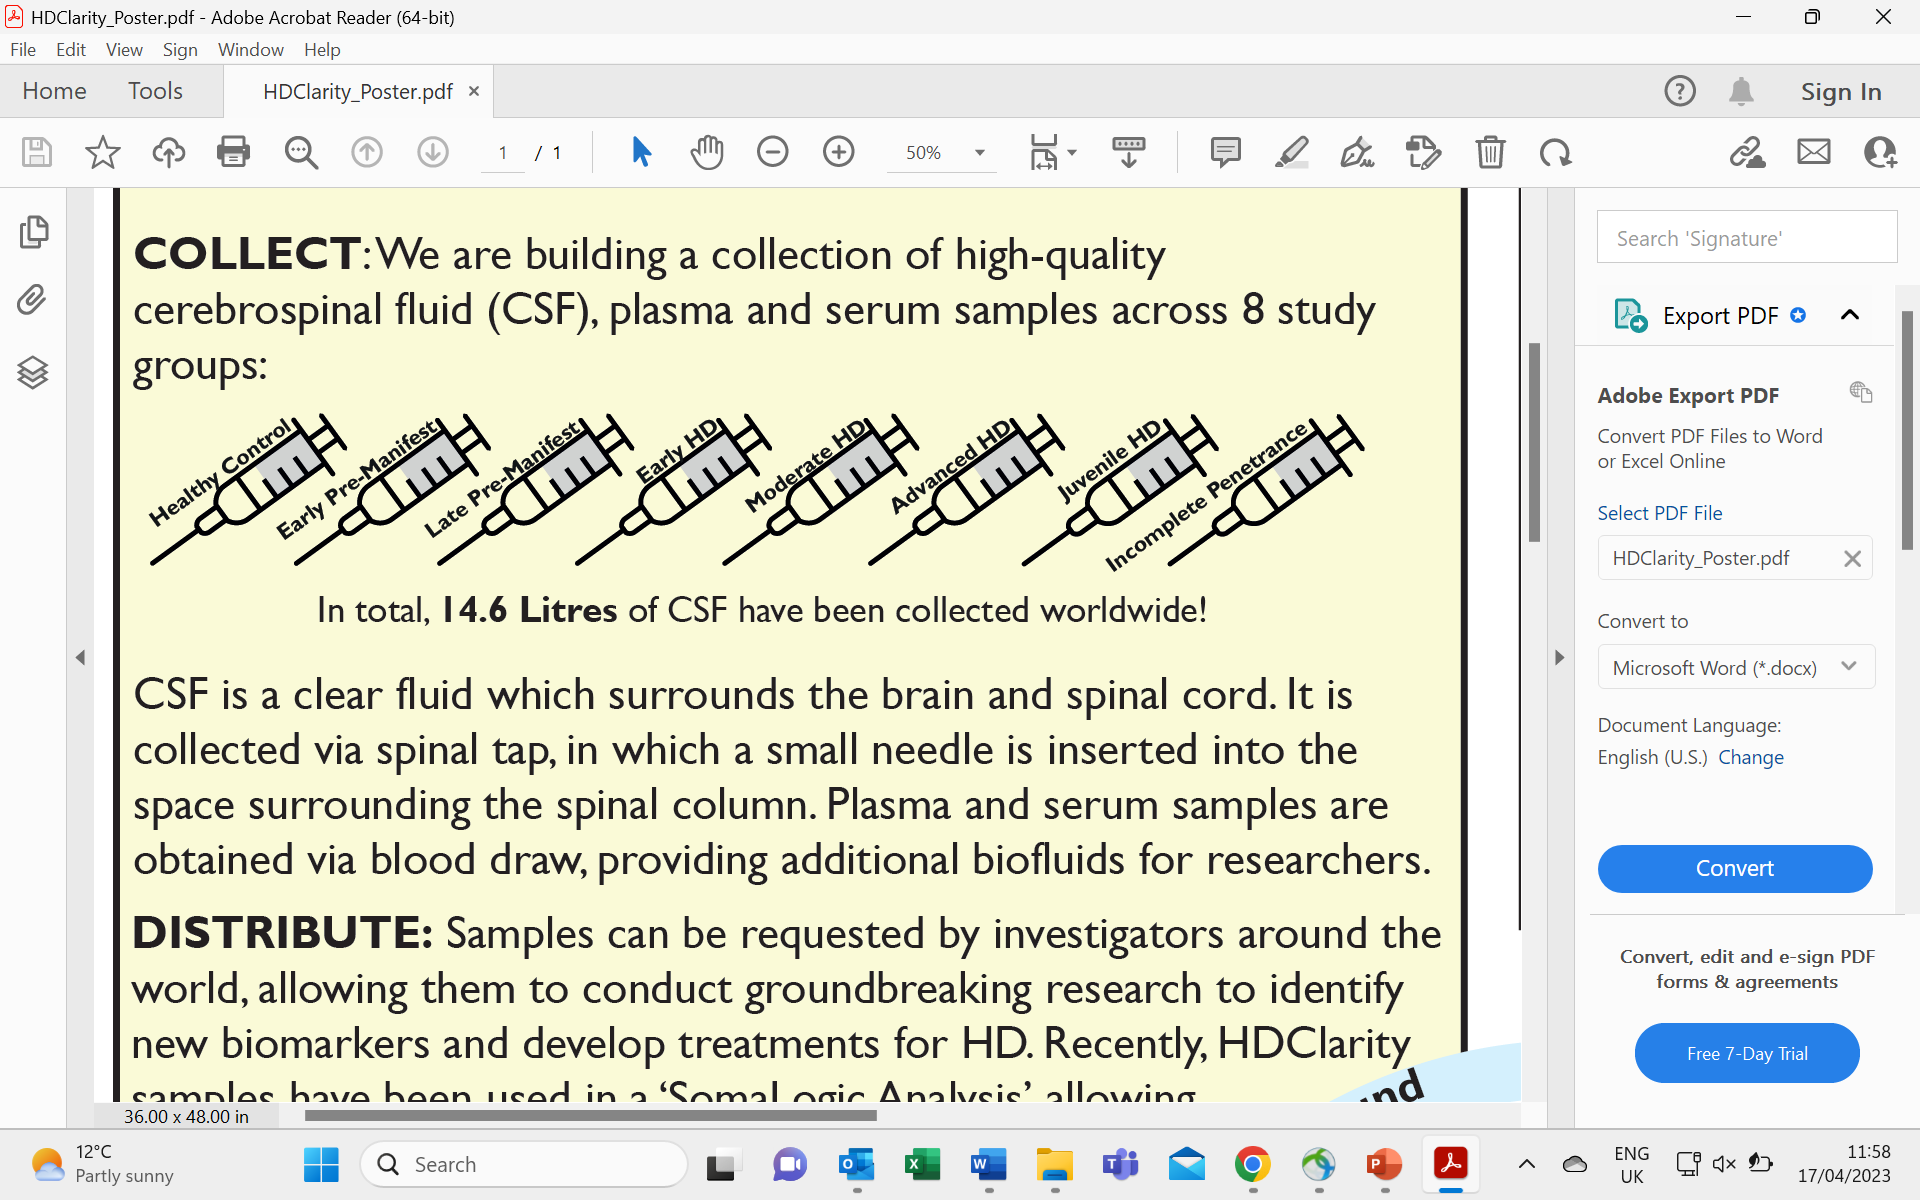 HDClarity_Poster.pdf - Adobe Acrobat Reader (64-bit)
File Edit View Sign Window Help
Home Tools HDClarity_Poster.pdf × Sign In
1 / 1 50%
COLLECT: We are building a collection of high-quality
cerebrospinal fluid (CSF), plasma and serum samples across 8 study
groups:
Healthy Control
Early Pre-Manifest
Late Pre-Manifest
Early HD
Moderate HD
Advanced HD
Juvenile HD
Incomplete Penetrance
In total, 14.6 Litres of CSF have been collected worldwide!
CSF is a clear fluid which surrounds the brain and spinal cord. It is
collected via spinal tap, in which a small needle is inserted into the
space surrounding the spinal column. Plasma and serum samples are
obtained via blood draw, providing additional biofluids for researchers.
DISTRIBUTE: Samples can be requested by investigators around the
world, allowing them to conduct groundbreaking research to identify
new biomarkers and develop treatments for HD. Recently, HDClarity
samples have been used in a ‘SomaLogic Analysis’ allowing
36.00 x 48.00 in
Search 'Signature'
Export PDF
Adobe Export PDF
Convert PDF Files to Word
or Excel Online
Select PDF File
HDClarity_Poster.pdf
Convert to
Microsoft Word (*.docx)
Document Language:
English (U.S.) Change
Convert
Convert, edit and e-sign PDF
forms & agreements
Free 7-Day Trial
12°C
Partly sunny
Search
ENG
UK
11:58
17/04/2023